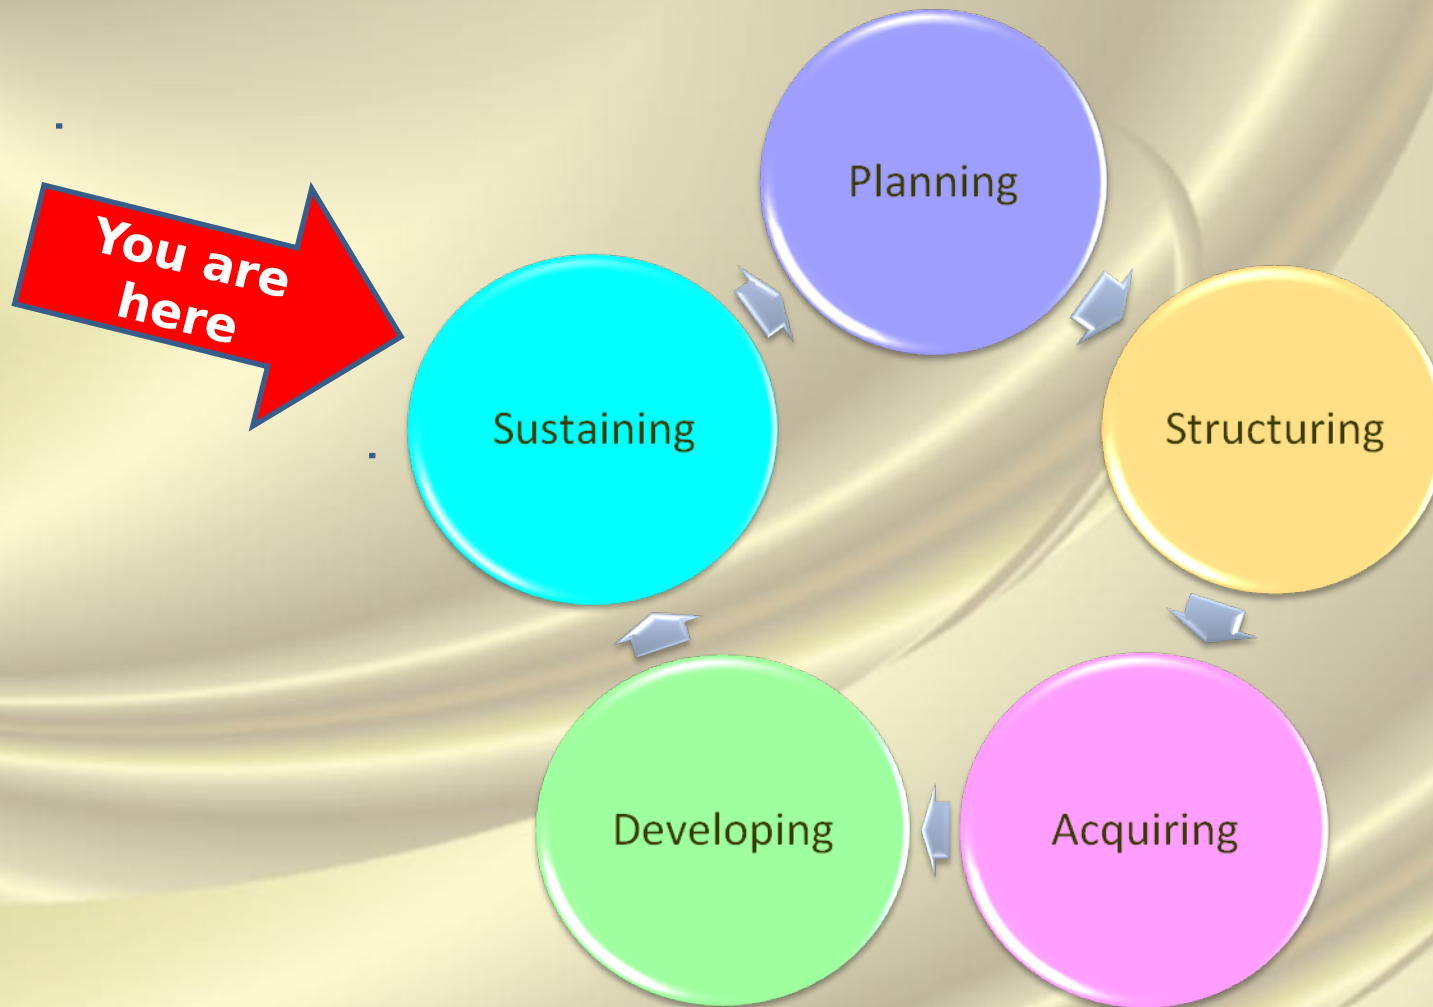 You are
here
Planning
Sustaining
Structuring
Developing
Acquiring